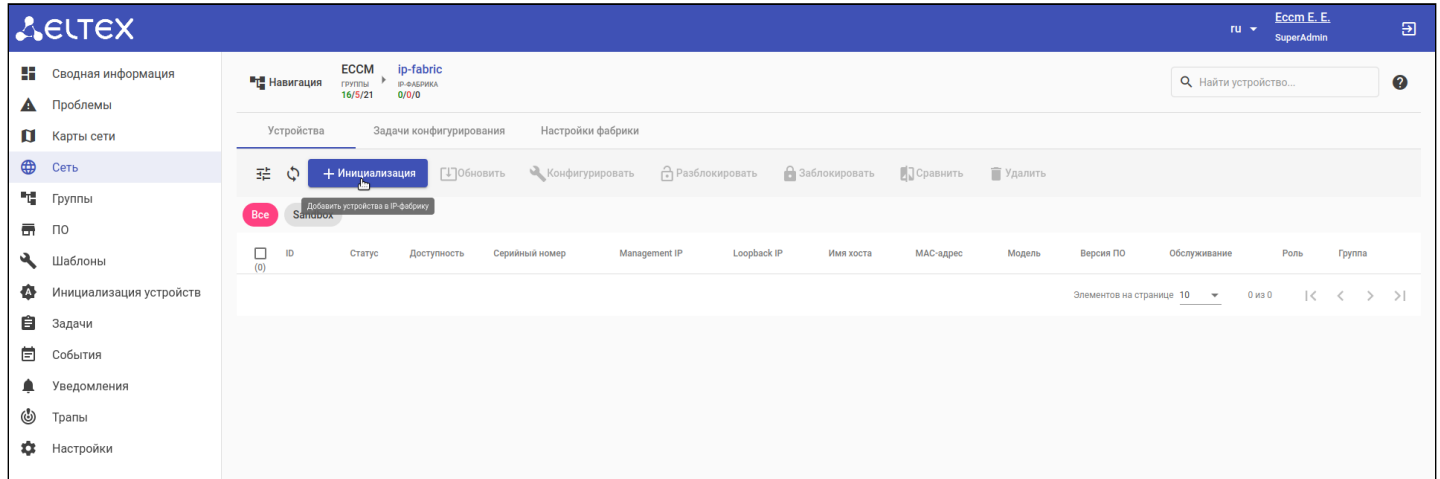 ELTEX
ru
Eccm E. E.
SuperAdmin
Сводная информация
Проблемы
Карты сети
Сеть
Группы
ПО
Шаблоны
Инициализация устройств
Задачи
События
Уведомления
Трапы
Настройки
Навигация
ECCM
ГРУППЫ
16/5/21
ip-fabric
IP-ФАБРИКА
0/0/0
Найти устройство...
Устройства Задачи конфигурирования Настройки фабрики
Инициализация Обновить Конфигурировать Разблокировать Заблокировать Сравнить Удалить
Добавить устройства в IP-фабрику
Все Sandbox
ID Статус Доступность Серийный номер Management IP Loopback IP Имя хоста MAC-адрес Модель Версия ПО Обслуживание Роль Группа
(0)
Элементов на странице 10 0 из 0